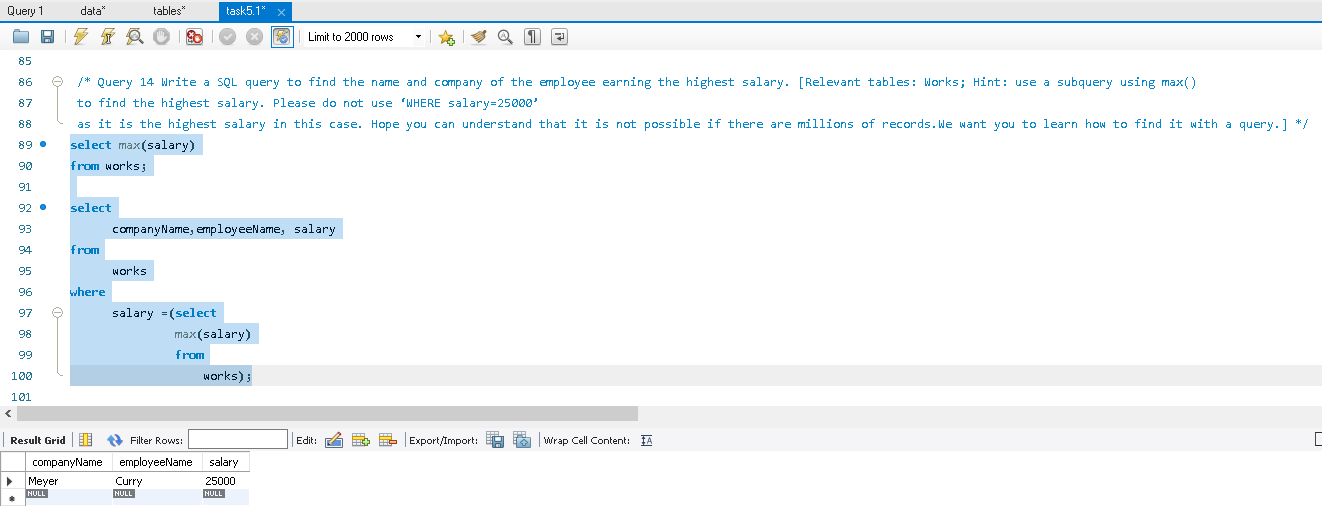 Query 1 data* tables* task5.1* ×
Limit to 2000 rows
85
86 /* Query 14 Write a SQL query to find the name and company of the employee earning the highest salary. [Relevant tables: Works; Hint: use a subquery using max()
87 to find the highest salary. Please do not use ‘WHERE salary=25000’
88 as it is the highest salary in this case. Hope you can understand that it is not possible if there are millions of records.We want you to learn how to find it with a query.] */
89 select max(salary)
90 from works;
91
92 select
93 companyName,employeeName, salary
94 from
95 works
96 where
97 salary =(select
98 max(salary)
99 from
100 works);
101
Result Grid Filter Rows: Edit: Export/Import: Wrap Cell Content: IA
companyName employeeName salary
Meyer Curry 25000
NULL NULL NULL